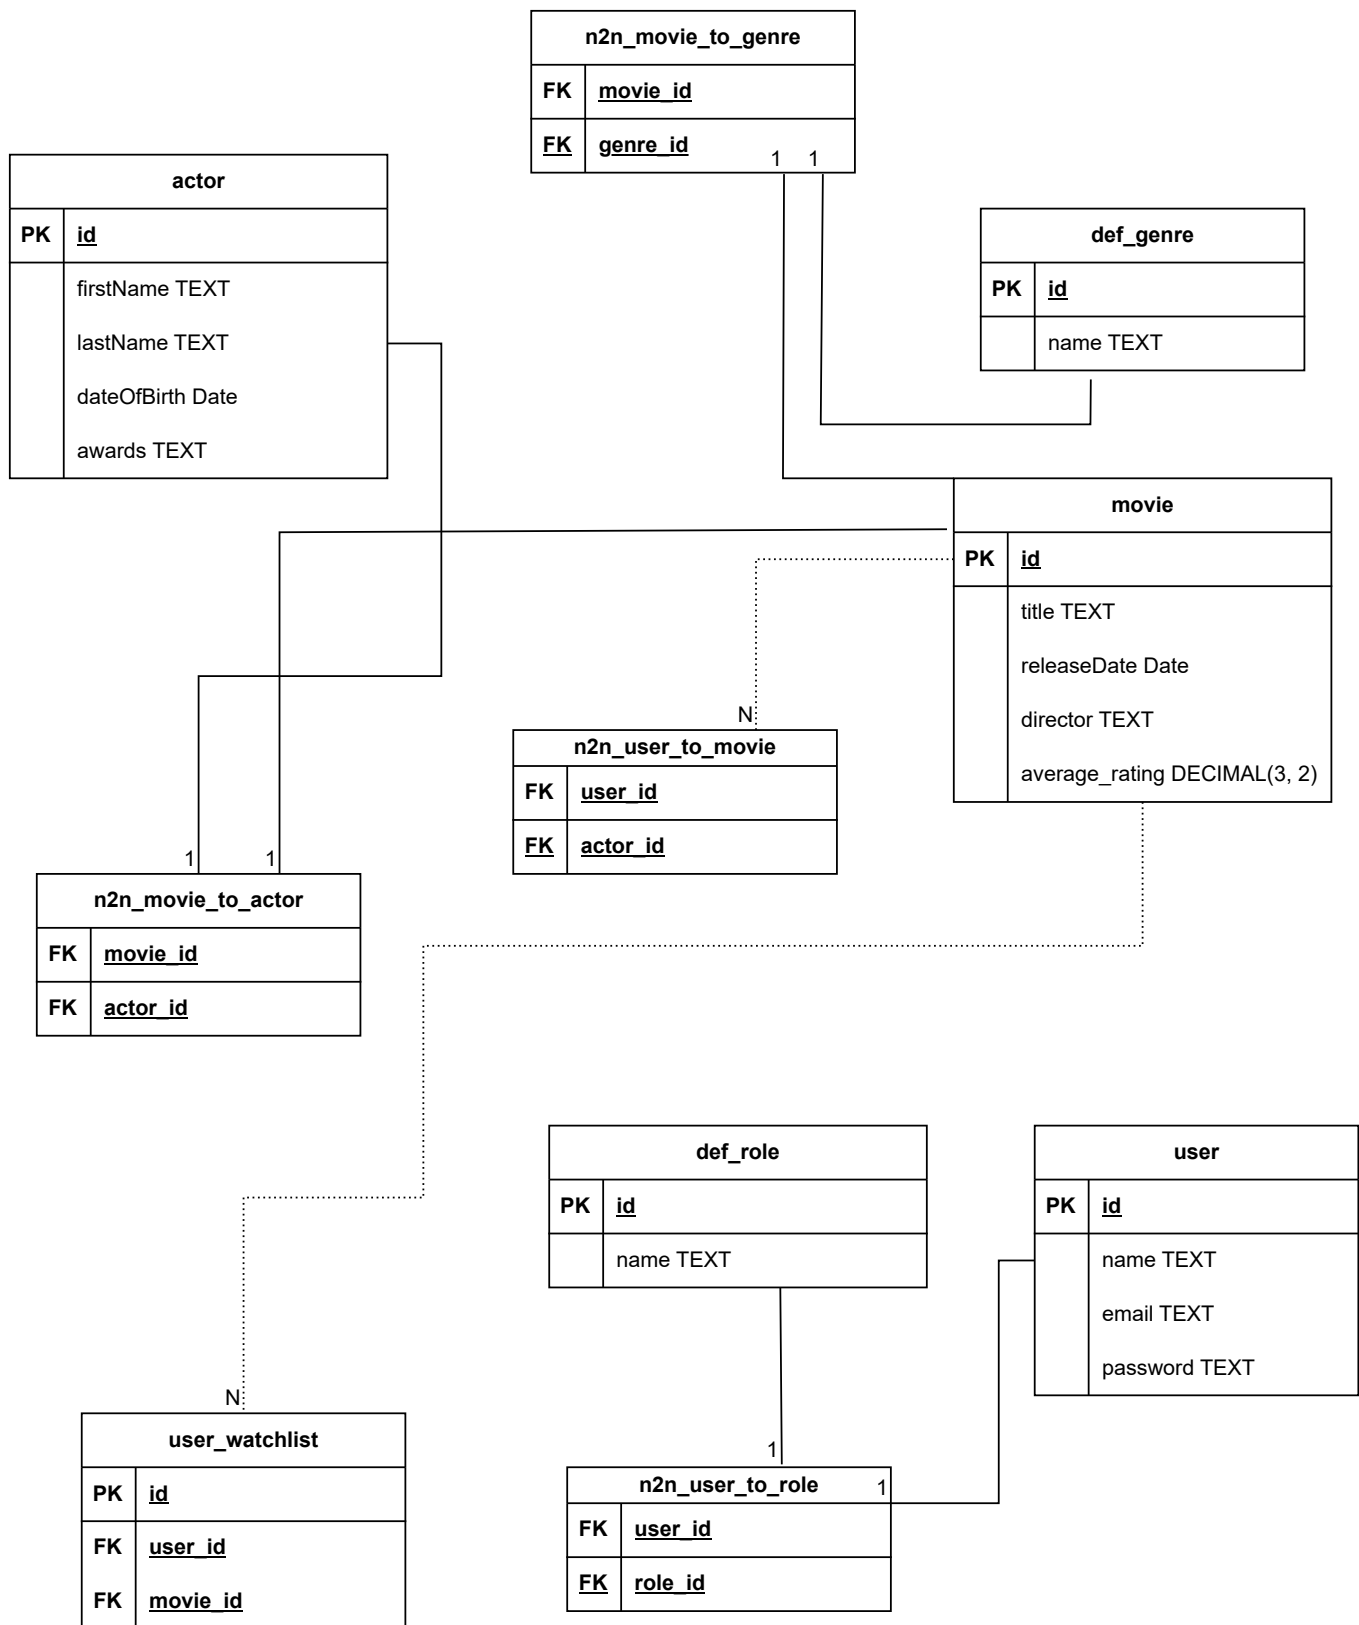 n2n_movie_to_genre
FK movie_id
FK genre_id
1 1
actor
PK id
firstName TEXT
lastName TEXT
dateOfBirth Date
awards TEXT
def_genre
PK id
name TEXT
movie
PK id
title TEXT
releaseDate Date
director TEXT
average_rating DECIMAL(3, 2)
N
n2n_user_to_movie
FK user_id
FK actor_id
1 1
n2n_movie_to_actor
FK movie_id
FK actor_id
def_role
PK id
name TEXT
user
PK id
name TEXT
email TEXT
password TEXT
N
user_watchlist
PK id
FK user_id
FK movie_id
1
n2n_user_to_role 1
FK user_id
FK role_id